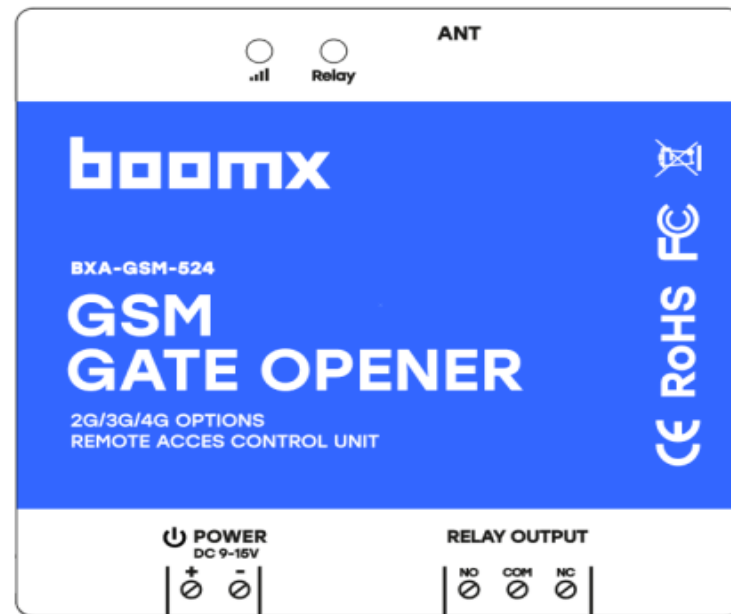 ANT
Relay
boomx
BXA-GSM-524
GSM
GATE OPENER
2G/3G/4G OPTIONS
REMOTE ACCES CONTROL UNIT
CE RoHS FC
POWER
DC 9-15V
+ -
RELAY OUTPUT
NO COM NC